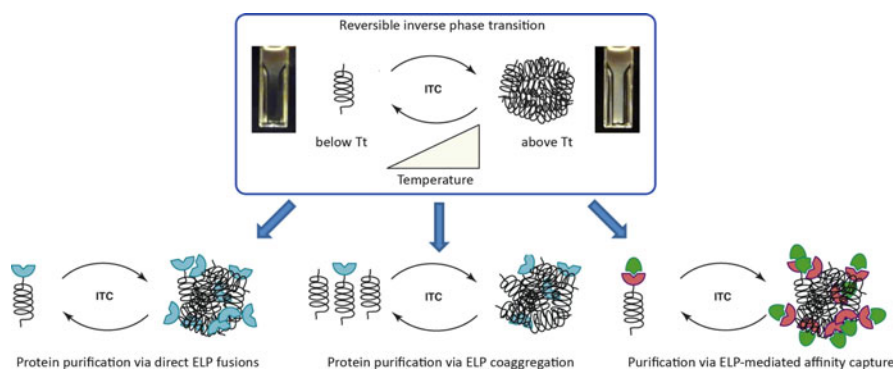 Reversible inverse phase transition
ITC
below Tt
above Tt
Temperature
ITC
ITC
ITC
Protein purification via direct ELP fusions
Protein purification via ELP coaggregation
Purification via ELP-mediated affinity capture